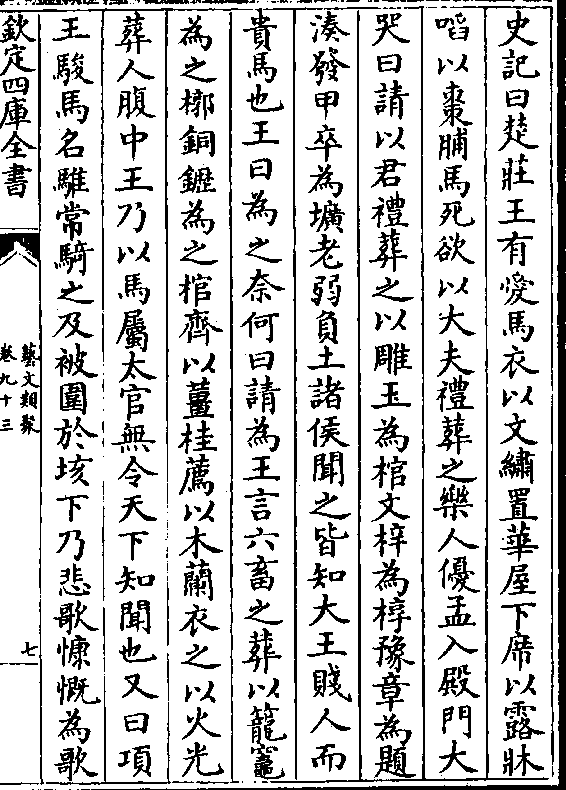 史記曰楚莊王有愛馬衣以文繡置華屋下席以露牀
啗以棗脯馬死欲以大夫禮葬之樂人優孟入殿門大
哭曰請以君禮葬之以雕玉為棺文梓為椁豫章為題
湊發甲卒為壙老弱負土諸侯聞之皆知大王賤人而
貴馬也王曰為之奈何曰請為王言六畜之葬以籠竈
為之槨銅鑣為之棺齊以薑桂薦以木蘭衣之以火光
葬人腹中王乃以馬屬太官無令天下知聞也又曰項
王駿馬名騅常騎之及被圍於垓下乃悲歌慷慨為歌
欽定四庫全書
藝文類聚
卷九十三
七